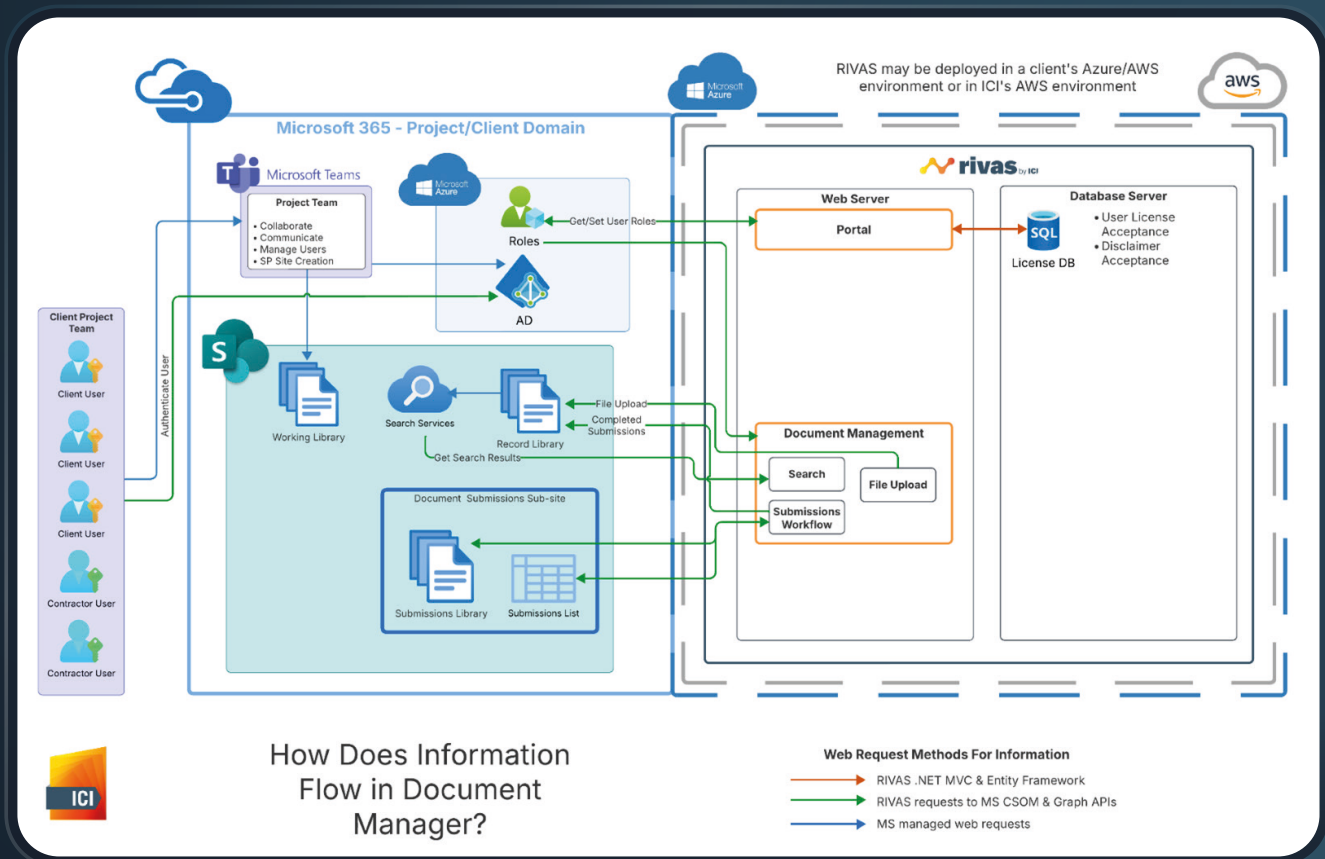 RIVAS may be deployed in a client's Azure/AWS
environment or in ICI's AWS environment
Microsoft
Azure
aws
Microsoft 365 - Project/Client Domain
Microsoft Teams
Project Team
• Collaborate
• Communicate
• Manage Users
• SP Site Creation
Microsoft
Azure
Roles
AD
Get/Set User Roles
rivas by ICI
Web Server
Portal
Database Server
SQL
License DB
• User License
Acceptance
• Disclaimer
Acceptance
Client Project
Team
Client User
Client User
Client User
Contractor User
Contractor User
Authenticate User
S
Working Library
Search Services
Record Library
File Upload
Completed
Submissions
Get Search Results
Document Submissions Sub-site
Submissions Library
Submissions List
Document Management
Search
File Upload
Submissions
Workflow
ICI
How Does Information
Flow in Document
Manager?
Web Request Methods For Information
RIVAS .NET MVC & Entity Framework
RIVAS requests to MS CSOM & Graph APIs
MS managed web requests